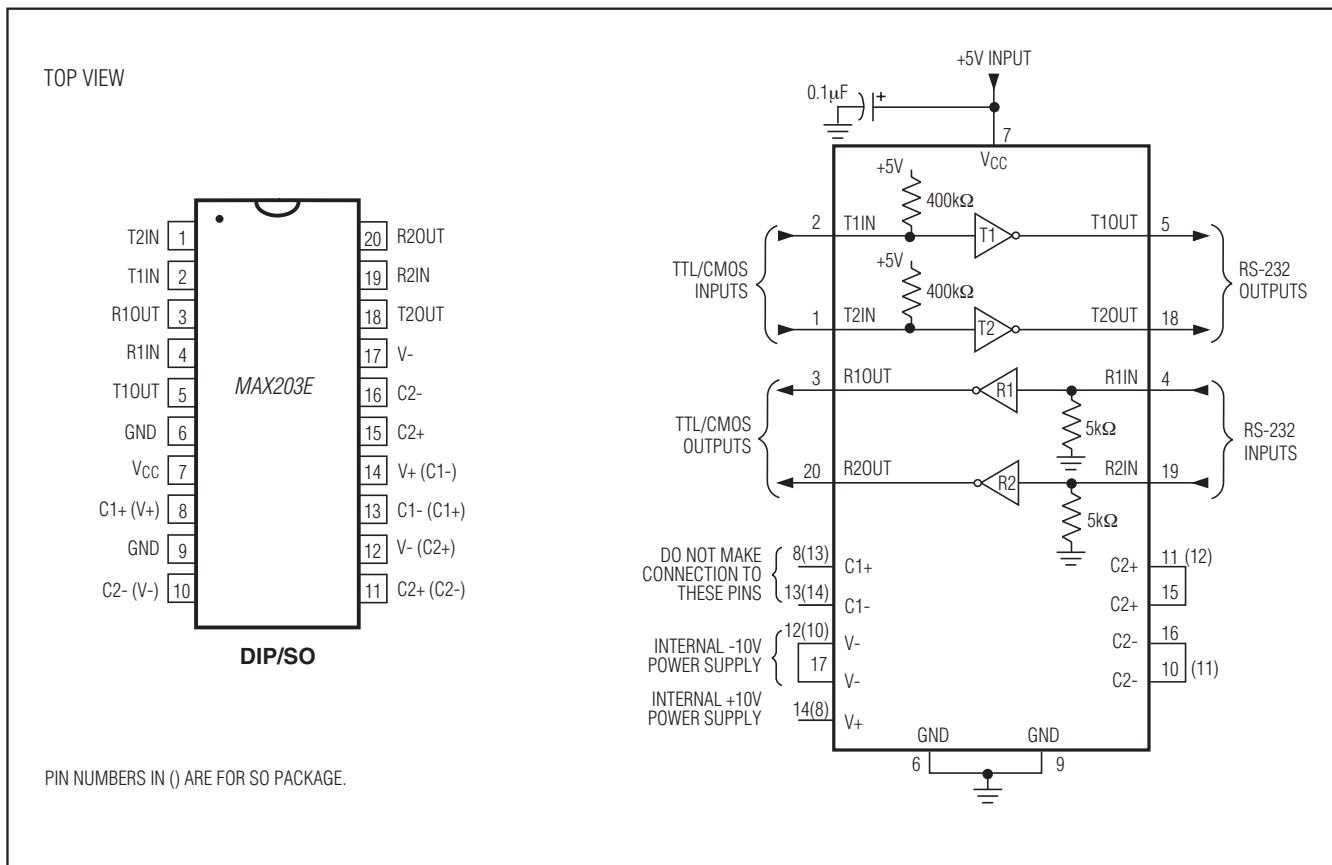 TOP VIEW
T2IN 1
T1IN 2
R1OUT 3
R1IN 4
T1OUT 5
GND 6
VCC 7
C1+ (V+) 8
GND 9
C2- (V-) 10
MAX203E
20 R2OUT
19 R2IN
18 T2OUT
17 V-
16 C2-
15 C2+
14 V+ (C1-)
13 C1- (C1+)
12 V- (C2+)
11 C2+ (C2-)
DIP/SO
PIN NUMBERS IN () ARE FOR SO PACKAGE.
+5V INPUT
0.1µF +
7
VCC
+5V
400kΩ
2 T1IN T1 T1OUT 5
TTL/CMOS
INPUTS
+5V
400kΩ
RS-232
OUTPUTS
1 T2IN T2 T2OUT 18
3 R1OUT R1 R1IN 4
TTL/CMOS
OUTPUTS
5kΩ
RS-232
INPUTS
20 R2OUT R2 R2IN 19
5kΩ
DO NOT MAKE
CONNECTION TO
THESE PINS
8(13) C1+
13(14) C1-
INTERNAL -10V
POWER SUPPLY
12(10) V-
17
V-
INTERNAL +10V
POWER SUPPLY
14(8) V+
C2+ 11 (12)
C2+ 15
C2- 16
C2- 10 (11)
GND GND
6 9